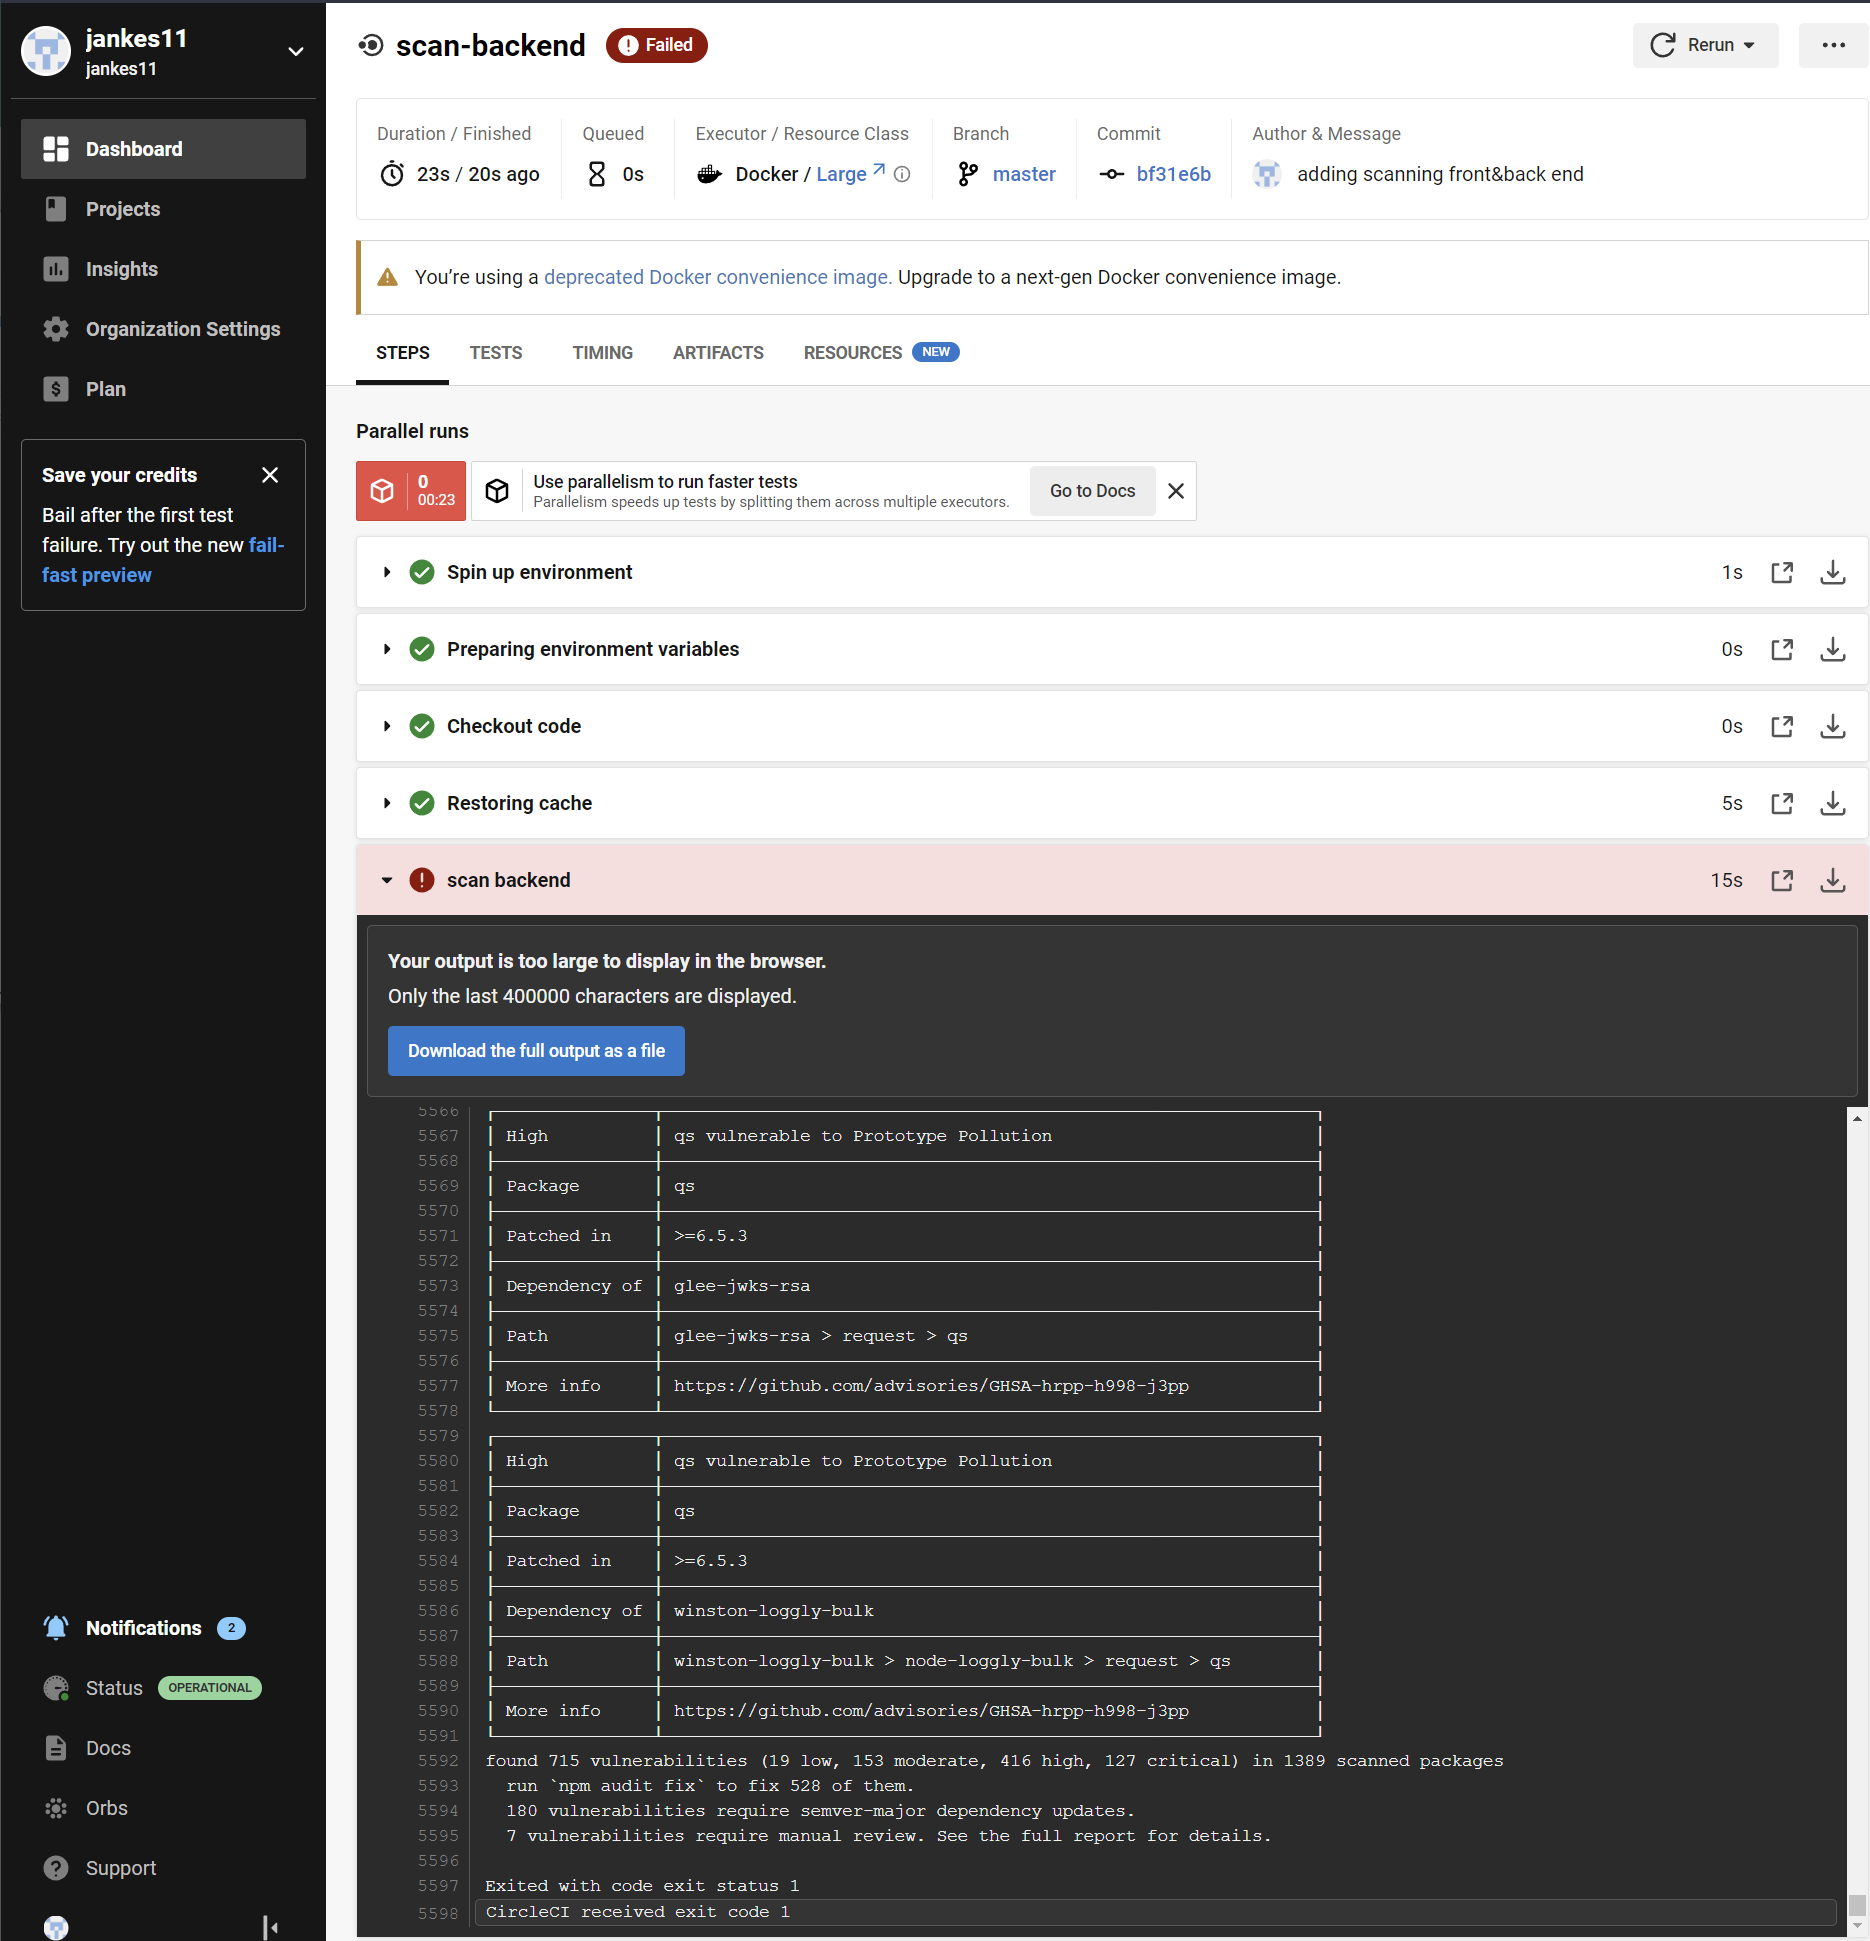 jankes11
jankes11
Dashboard
Projects
Insights
Organization Settings
Plan
Save your credits
Bail after the first test
failure. Try out the new fail-
fast preview
Notifications 2
Status OPERATIONAL
Docs
Orbs
Support
scan-backend Failed
Rerun
Duration / Finished
23s / 20s ago
Queued
0s
Executor / Resource Class
Docker / Large
Branch
master
Commit
bf31e6b
Author & Message
adding scanning front&back end
You’re using a deprecated Docker convenience image. Upgrade to a next-gen Docker convenience image.
STEPS TESTS TIMING ARTIFACTS RESOURCES NEW
Parallel runs
0
00:23
Use parallelism to run faster tests
Parallelism speeds up tests by splitting them across multiple executors.
Go to Docs
Spin up environment 1s
Preparing environment variables 0s
Checkout code 0s
Restoring cache 5s
scan backend 15s
Your output is too large to display in the browser.
Only the last 400000 characters are displayed.
Download the full output as a file
5566
5567 High qs vulnerable to Prototype Pollution
5568
5569 Package qs
5570
5571 Patched in >=6.5.3
5572
5573 Dependency of glee-jwks-rsa
5574
5575 Path glee-jwks-rsa > request > qs
5576
5577 More info https://github.com/advisories/GHSA-hrpp-h998-j3pp
5578
5579
5580 High qs vulnerable to Prototype Pollution
5581
5582 Package qs
5583
5584 Patched in >=6.5.3
5585
5586 Dependency of winston-loggly-bulk
5587
5588 Path winston-loggly-bulk > node-loggly-bulk > request > qs
5589
5590 More info https://github.com/advisories/GHSA-hrpp-h998-j3pp
5591
5592 found 715 vulnerabilities (19 low, 153 moderate, 416 high, 127 critical) in 1389 scanned packages
5593 run `npm audit fix` to fix 528 of them.
5594 180 vulnerabilities require semver-major dependency updates.
5595 7 vulnerabilities require manual review. See the full report for details.
5596
5597 Exited with code exit status 1
5598 CircleCI received exit code 1